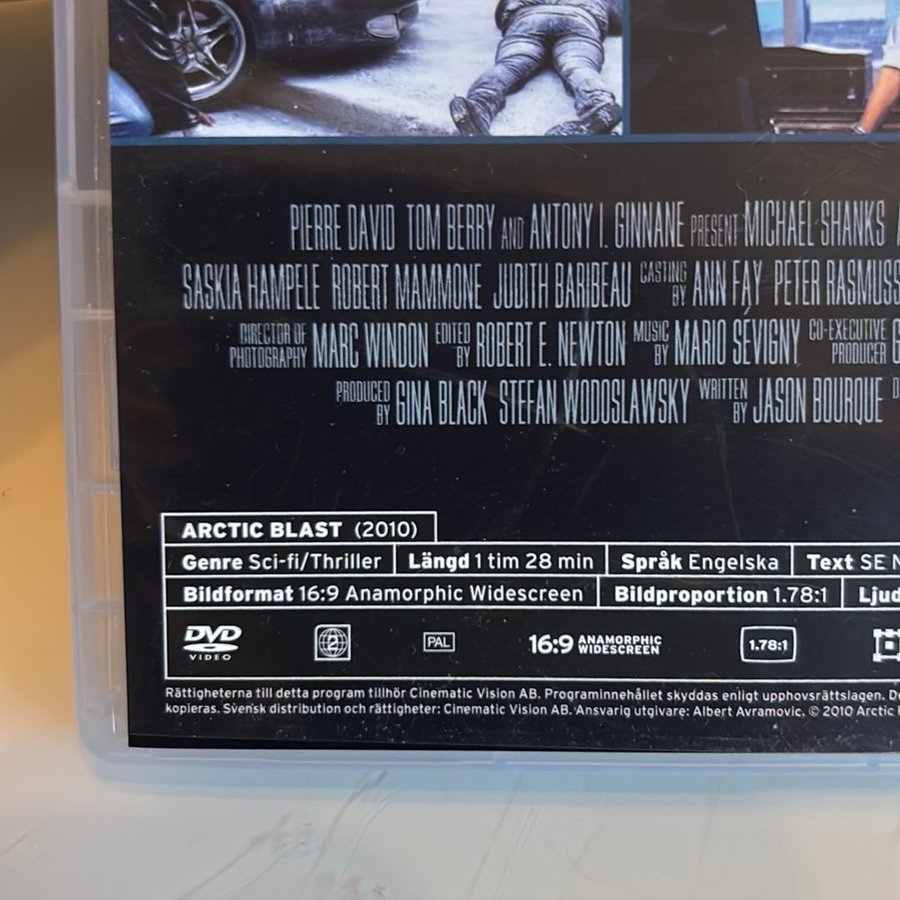 PIERRE DAVID TOM BERRY AND ANTONY I. GINNANE PRESENT MICHAEL SHANKS
SASKIA HAMPELE ROBERT MAMMONE JUDITH BARIBEAU CASTING BY ANN FAY PETER RASMUSS
DIRECTOR OF PHOTOGRAPHY MARC WINDON EDITED BY ROBERT E. NEWTON MUSIC BY MARIO SEVIGNY CO-EXECUTIVE PRODUCER G
PRODUCED BY GINA BLACK STEFAN WODOSLAWSKY WRITTEN BY JASON BOURQUE D
ARCTIC BLAST (2010)
Genre Sci-fi/Thriller Längd 1 tim 28 min Språk Engelska Text SE N
Bildformat 16:9 Anamorphic Widescreen Bildproportion 1.78:1 Ljud
DVD VIDEO 2 PAL 16:9 ANAMORPHIC WIDESCREEN 1.78:1
Rättigheterna till detta program tillhör Cinematic Vision AB. Programinnehållet skyddas enligt upphovsrättslagen. De
kopieras. Svensk distribution och rättigheter: Cinematic Vision AB. Ansvarig utgivare: Albert Avramovic. © 2010 Arctic